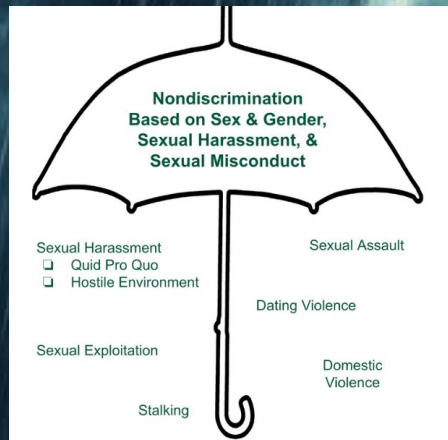 Nondiscrimination
Based on Sex & Gender,
Sexual Harassment, &
Sexual Misconduct
Sexual Harassment
❏ Quid Pro Quo
❏ Hostile Environment
Sexual Assault
Dating Violence
Sexual Exploitation
Domestic
Violence
Stalking